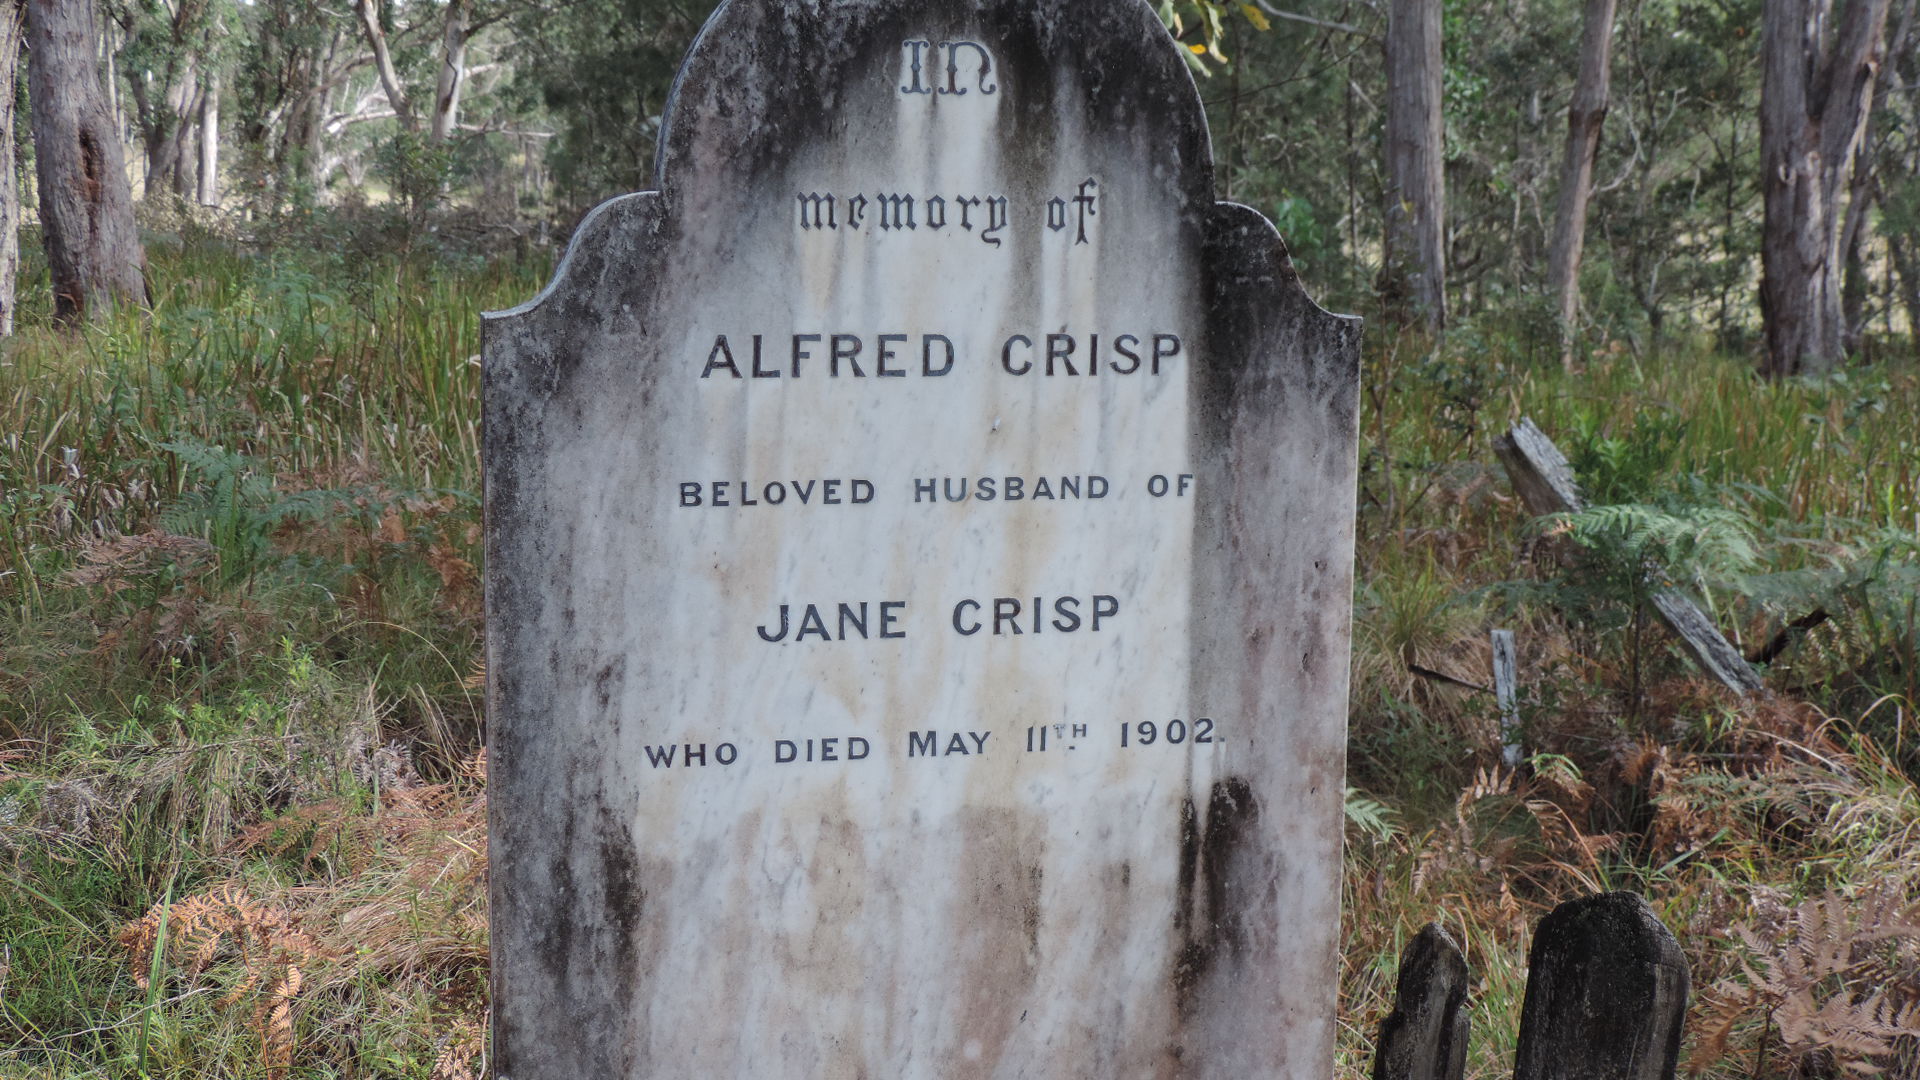 In
memory of
ALFRED CRISP
BELOVED HUSBAND OF
JANE CRISP
WHO DIED MAY 11TH 1902.